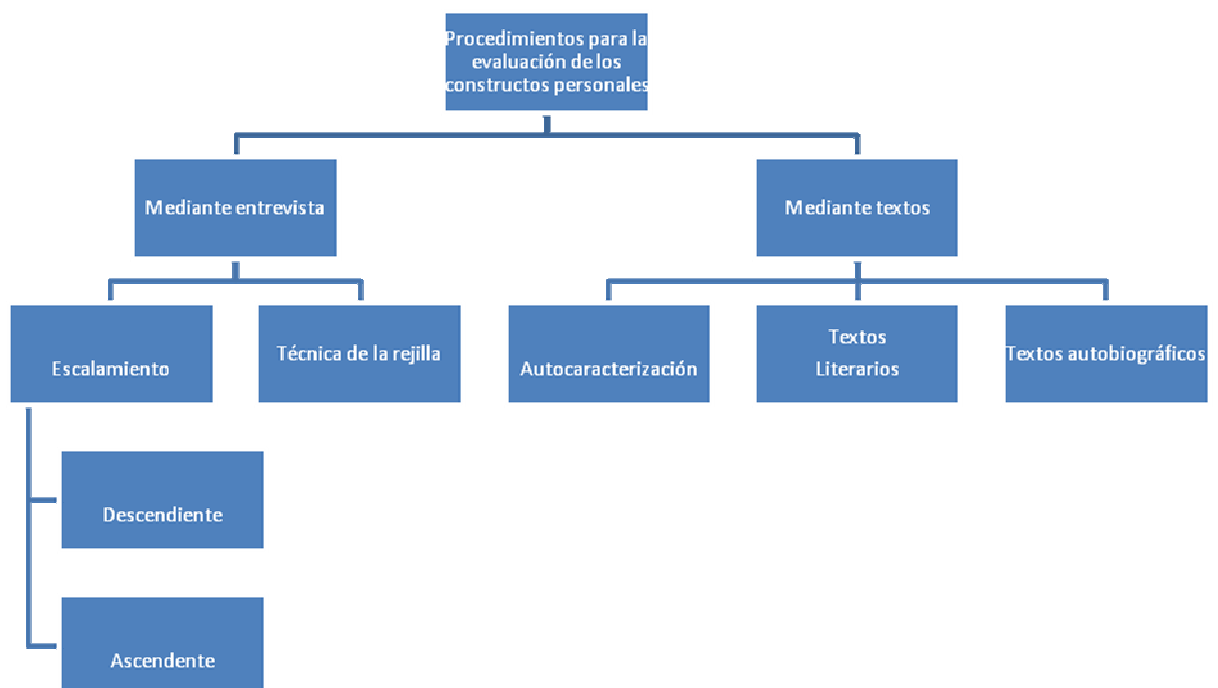 Procedimientos para la
evaluación de los
constructos personales
Mediante entrevista
Mediante textos
Escalamiento
Técnica de la rejilla
Autocaracterización
Textos
Literarios
Textos autobiográficos
Descendiente
Ascendente